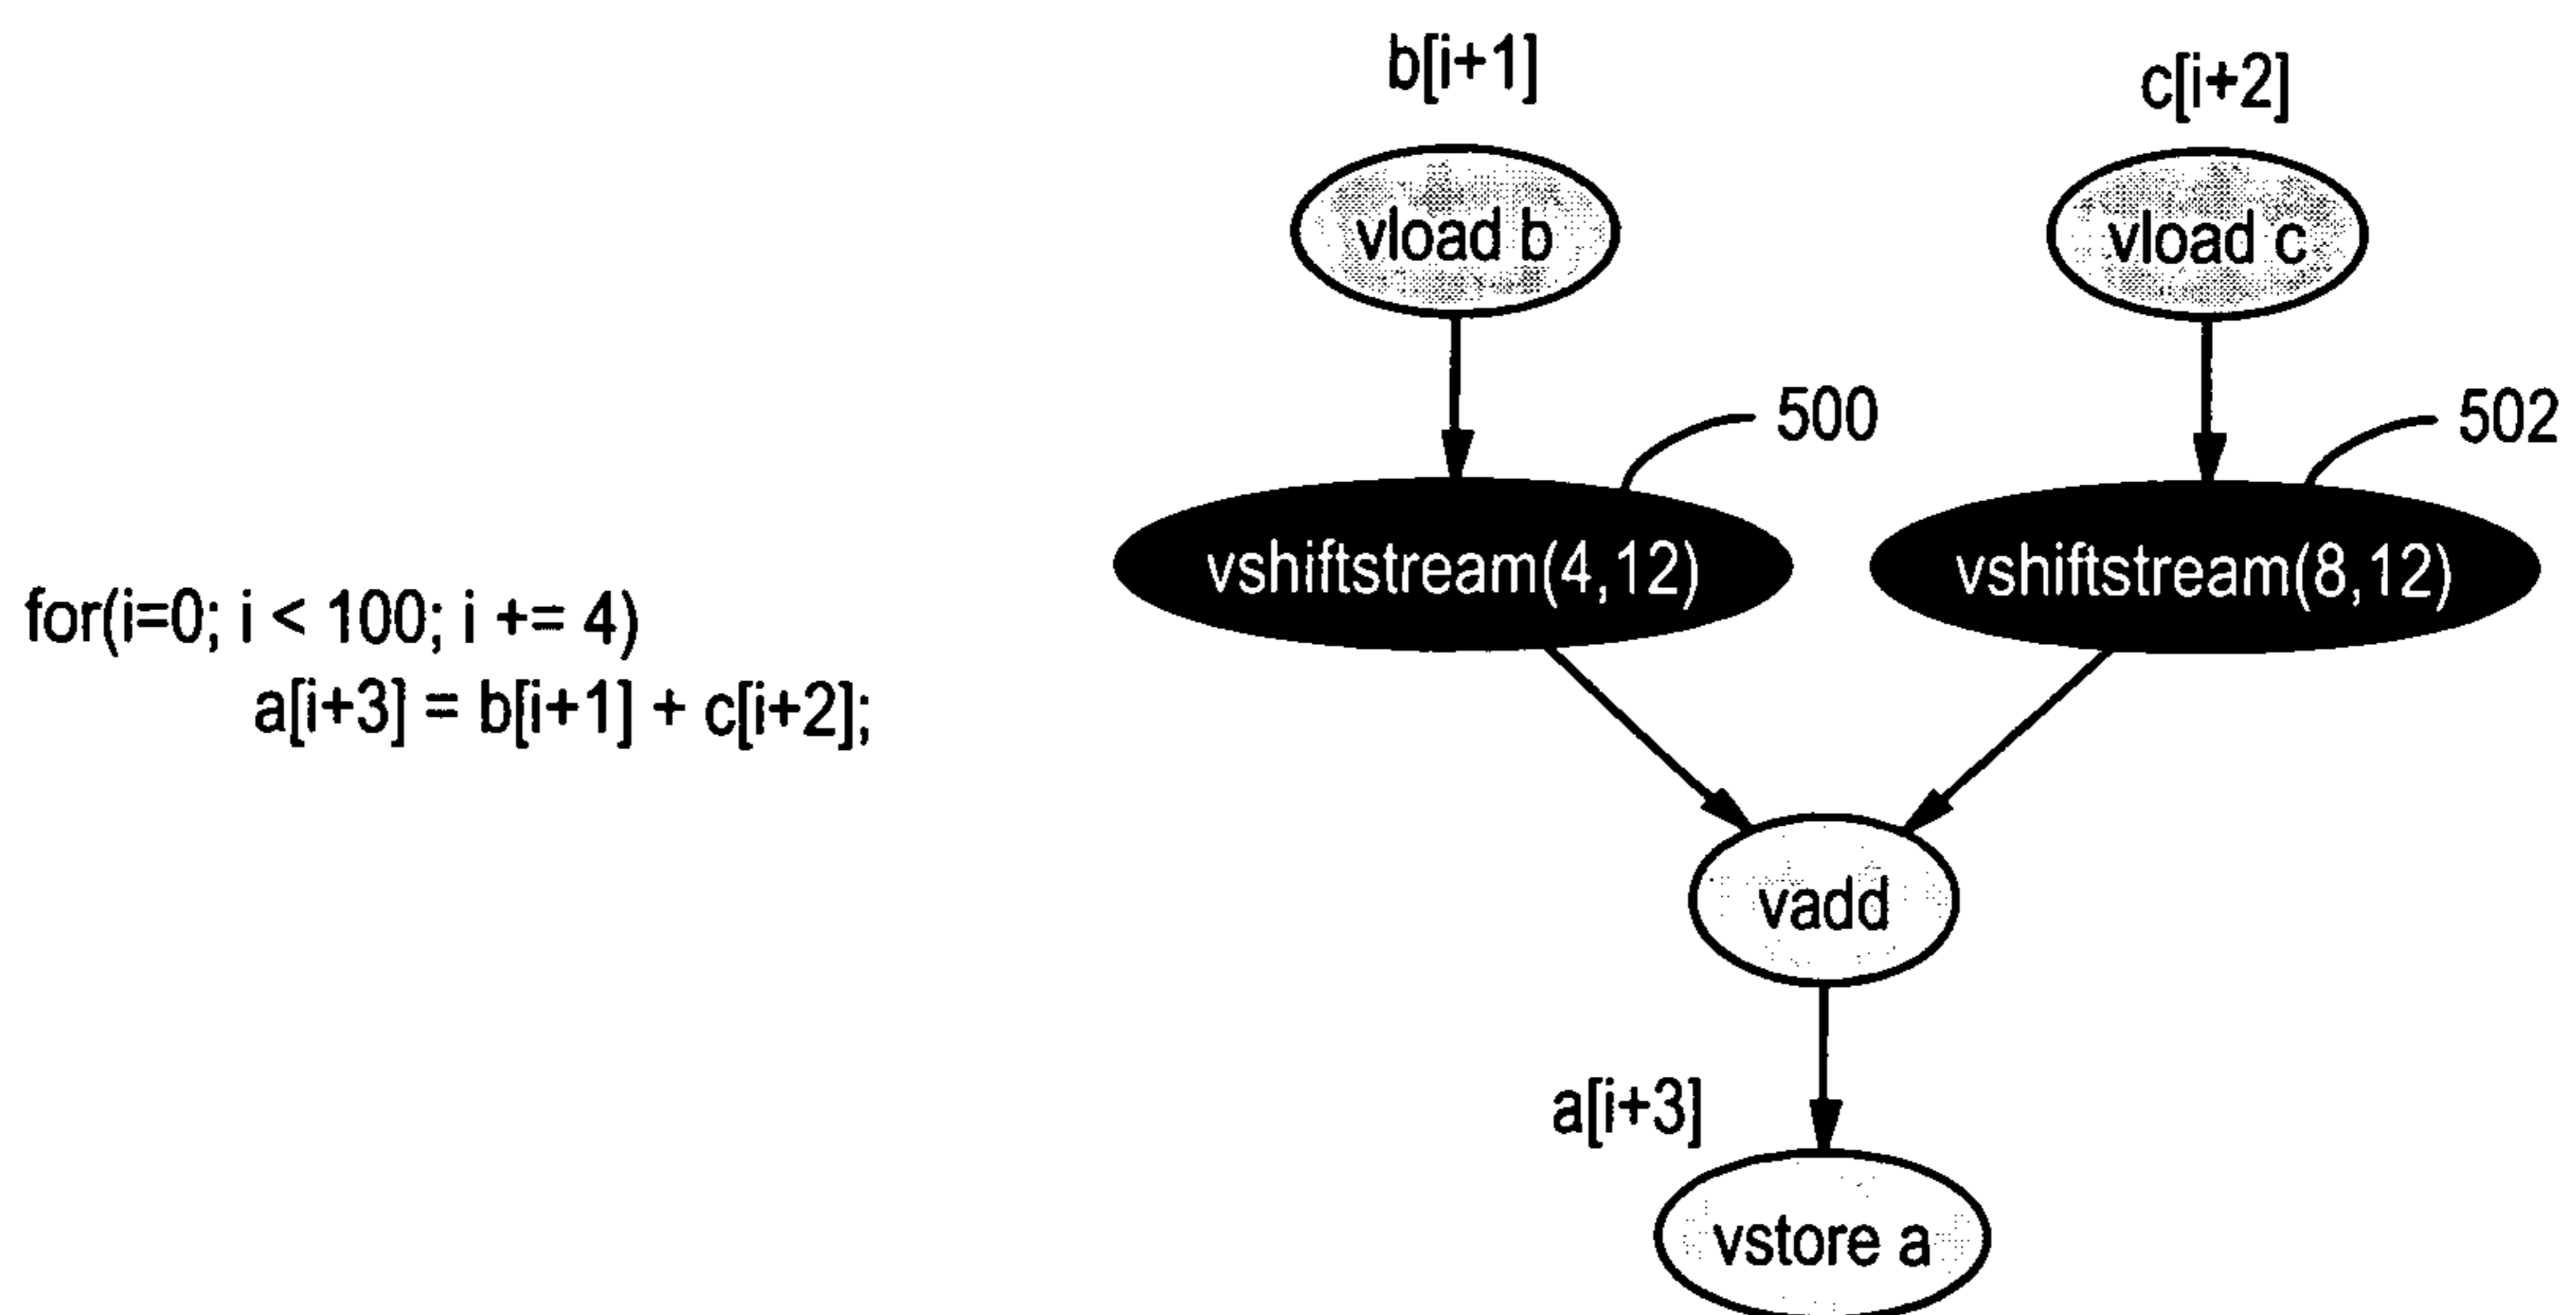 b[i+1]
c[i+2]
vload b
vload c
500
502
vshiftstream(4,12)
vshiftstream(8,12)
for(i=0; i < 100; i += 4)
a[i+3] = b[i+1] + c[i+2];
vadd
a[i+3]
vstore a